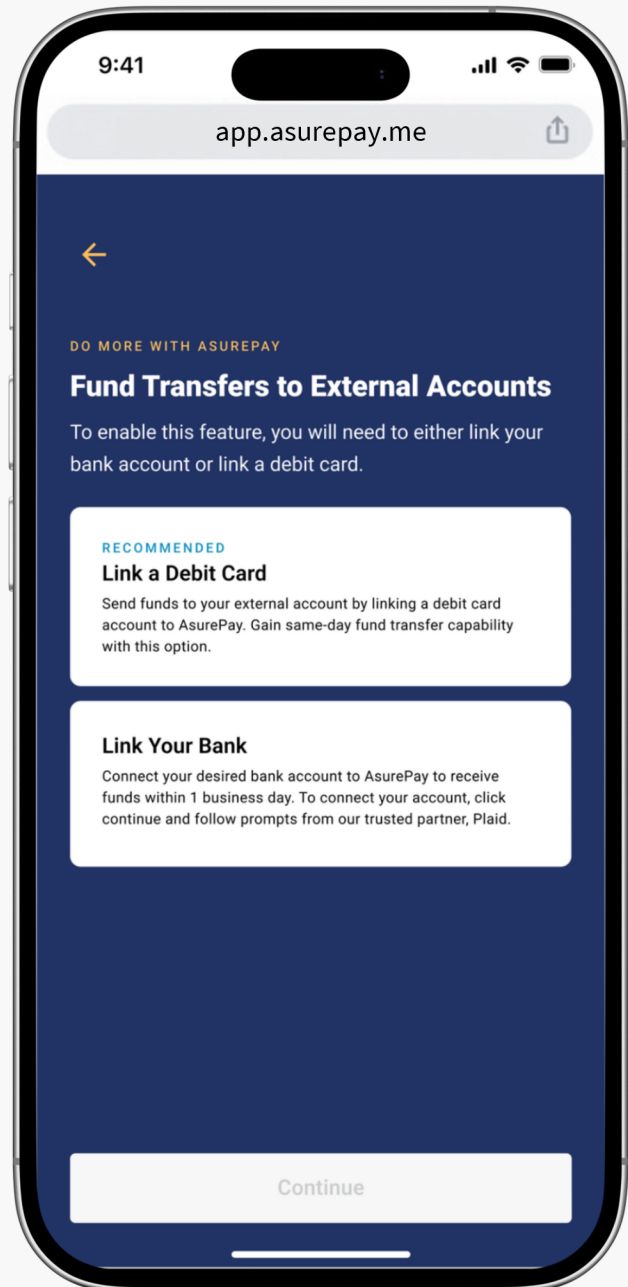 9:41
app.asurepay.me
DO MORE WITH ASUREPAY
Fund Transfers to External Accounts
To enable this feature, you will need to either link your
bank account or link a debit card.
RECOMMENDED
Link a Debit Card
Send funds to your external account by linking a debit card
account to AsurePay. Gain same-day fund transfer capability
with this option.
Link Your Bank
Connect your desired bank account to AsurePay to receive
funds within 1 business day. To connect your account, click
continue and follow prompts from our trusted partner, Plaid.
Continue